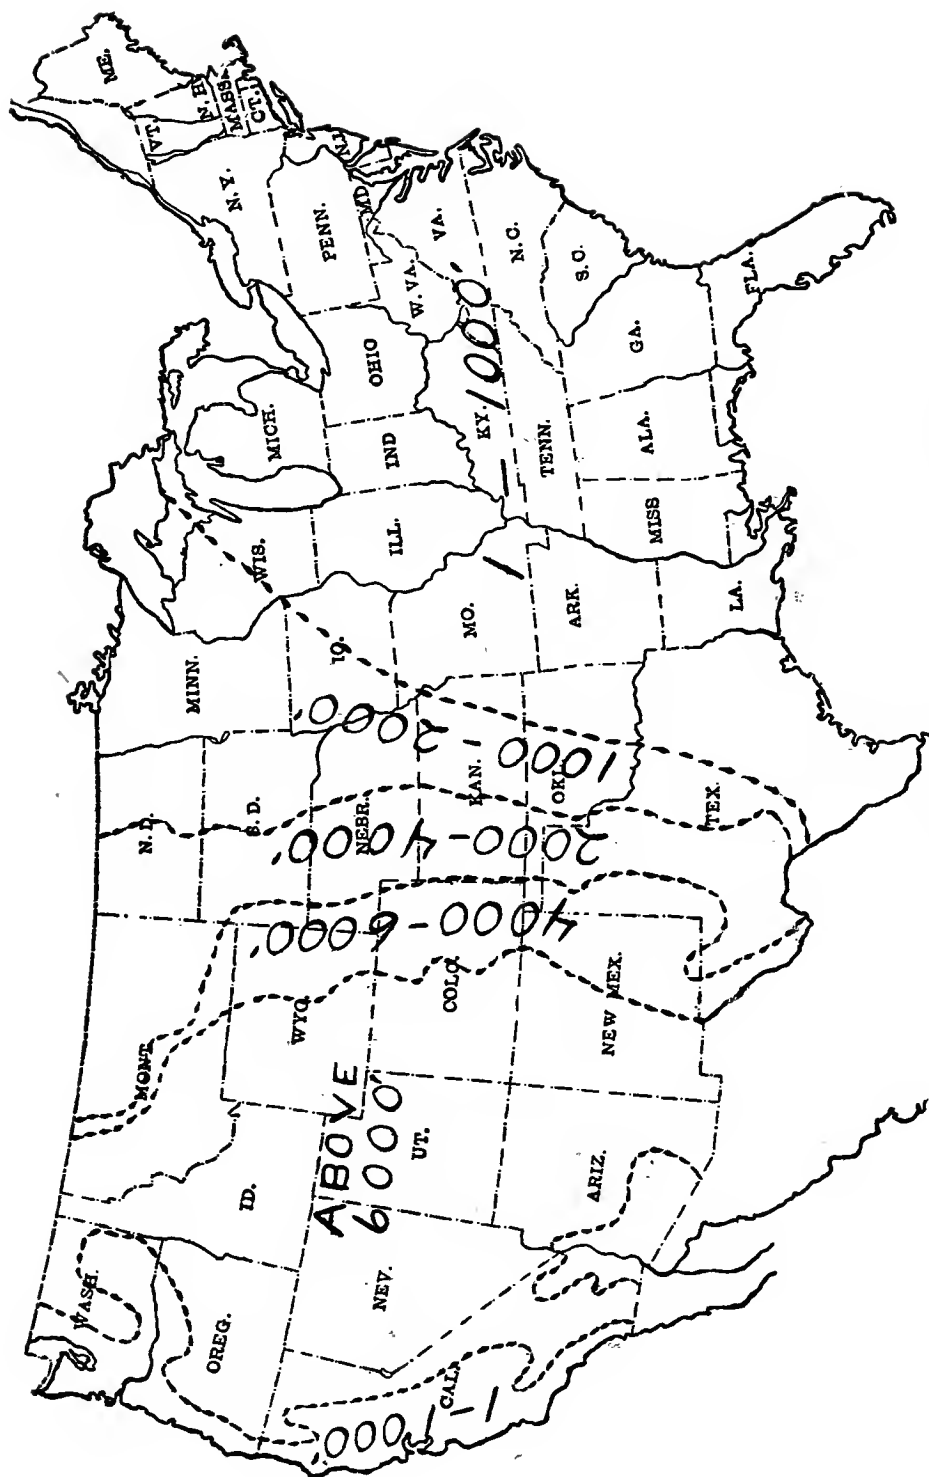 WASH.
OREG.
CAL.
1-1000'
NEV.
ID.
MONT.
WYO.
UT.
ARIZ.
COLO.
NEW MEX.
ABOVE
6000'
N.D.
S.D.
NEBR.
KAN.
OKL.
TEX.
4000-6000'
2000-4000'
1000-2000'
MINN.
IO.
MO.
ARK.
LA.
WIS.
ILL.
MICH.
IND
OHIO
KY.
TENN.
MISS
ALA.
GA.
FLA.
S.C.
N.C.
VA.
W.VA.
1-1000'
MD
PENN.
NJ
N.Y.
CT.
MASS
VT.
N.H
ME.